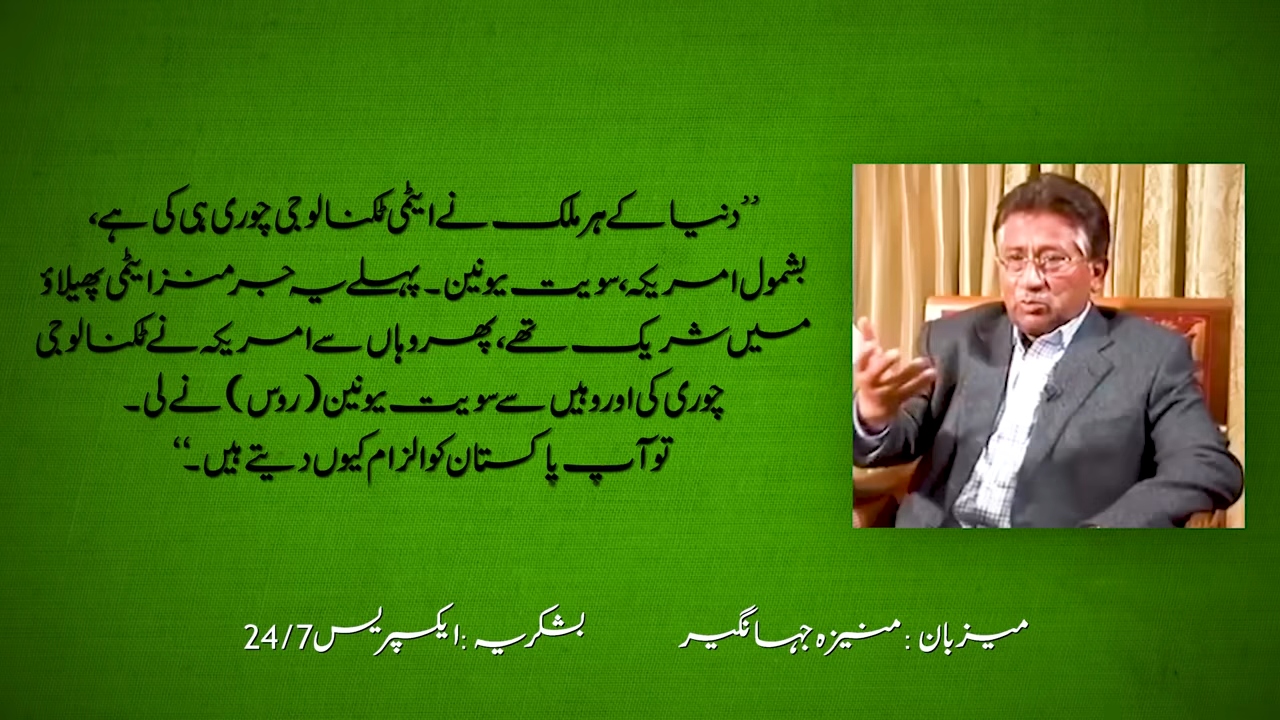 ”دنیا کے ہر ملک نے ایٹمی ٹکنالوجی چوری ہی کی ہے،
بشمول امریکہ، سویت یونین۔ پہلے یہ جرمنز ایٹمی پھیلاؤ
میں شریک تھے، پھر وہاں سے امریکہ نے ٹکنالوجی
چوری کی اور وہیں سے سویت یونین (روس) نے لی۔
تو آپ پاکستان کو الزام کیوں دیتے ہیں۔“
میزبان : منیزہ جہانگیر بشکریہ : ایکسپریس 24/7